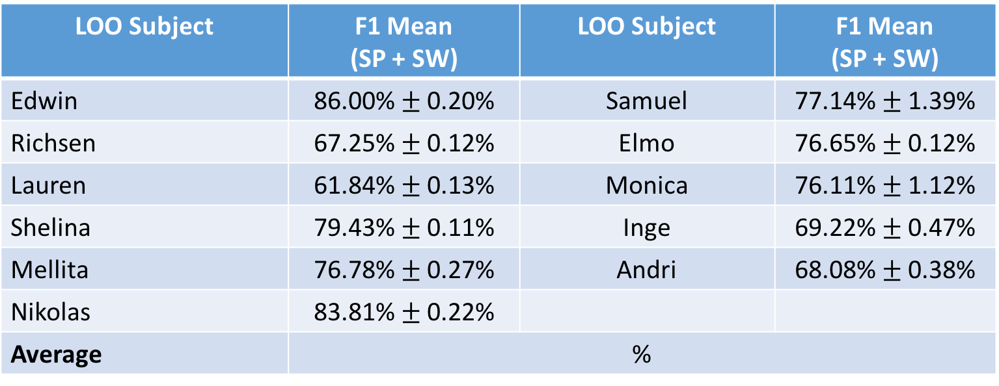 LOO Subject F1 Mean (SP + SW) LOO Subject F1 Mean (SP + SW)
Edwin 86.00% ± 0.20% Samuel 77.14% ± 1.39%
Richsen 67.25% ± 0.12% Elmo 76.65% ± 0.12%
Lauren 61.84% ± 0.13% Monica 76.11% ± 1.12%
Shelina 79.43% ± 0.11% Inge 69.22% ± 0.47%
Mellita 76.78% ± 0.27% Andri 68.08% ± 0.38%
Nikolas 83.81% ± 0.22%
Average %